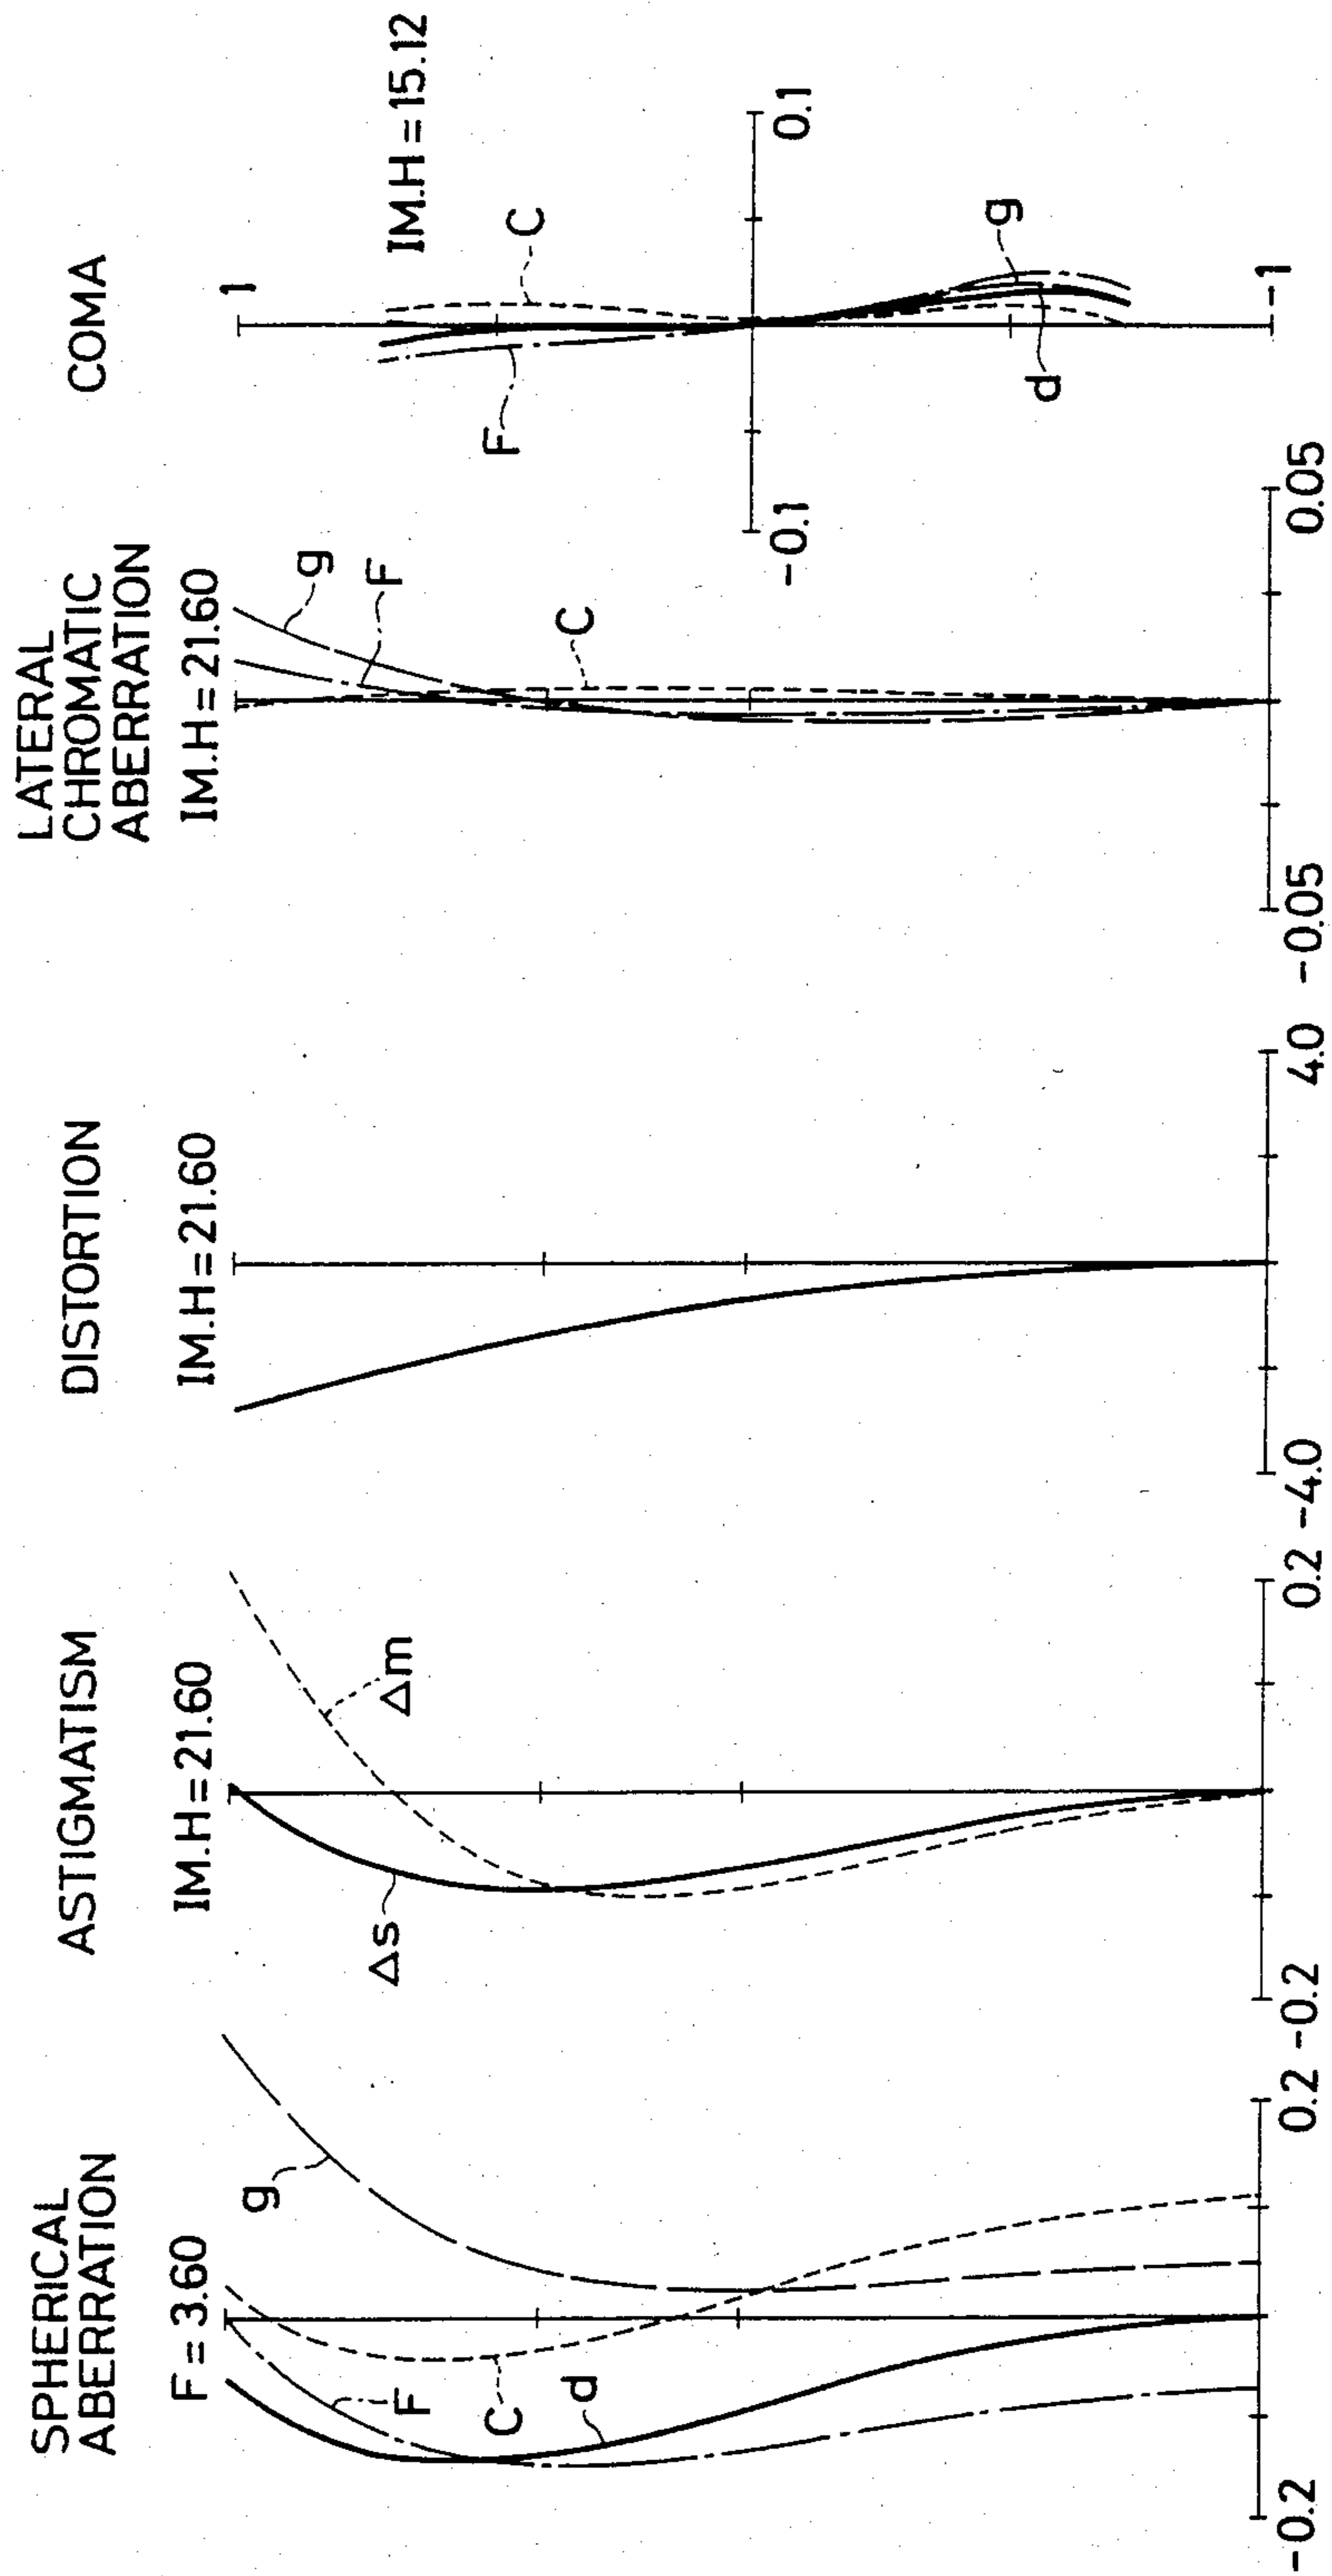 SPHERICAL
ABERRATION
F = 3.60
g
F
C
d
-0.2
0.2
ASTIGMATISM
IM.H = 21.60
Δs
Δm
-0.2
0.2
DISTORTION
IM.H = 21.60
-4.0
4.0
LATERAL
CHROMATIC
ABERRATION
IM.H = 21.60
g
F
C
-0.05
0.05
COMA
IM.H = 15.12
1
C
F
-0.1
0.1
g
d
-1